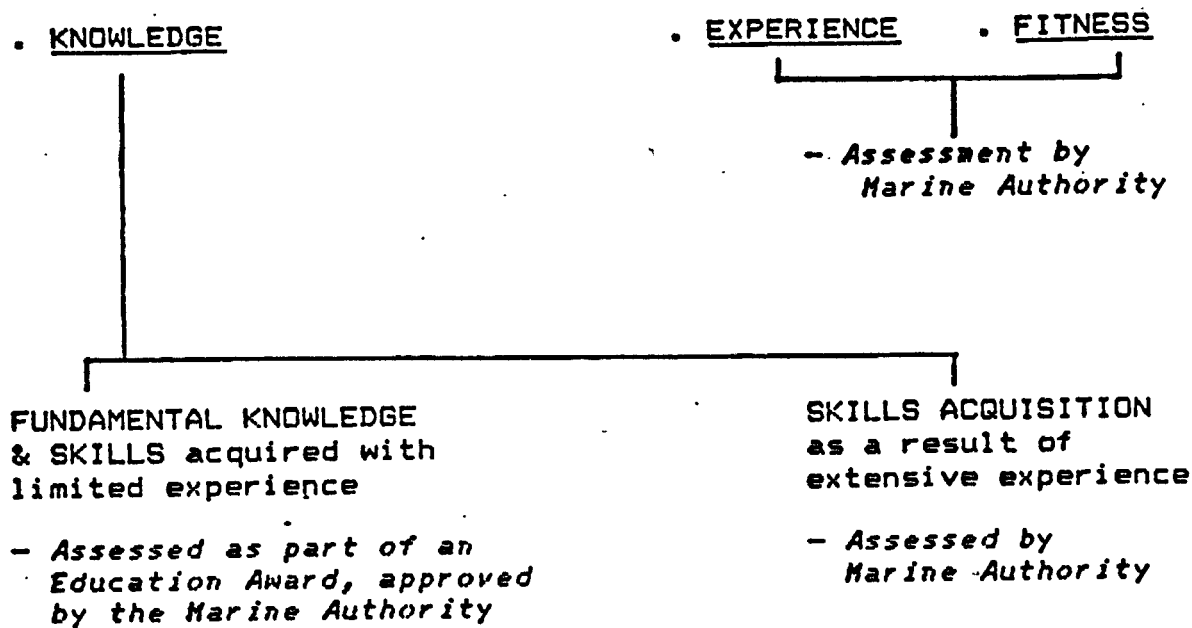 . KNOWLEDGE
. EXPERIENCE . FITNESS
- Assessment by
Marine Authority
FUNDAMENTAL KNOWLEDGE
& SKILLS acquired with
limited experience
- Assessed as part of an
Education Award, approved
by the Marine Authority
SKILLS ACQUISITION
as a result of
extensive experience
- Assessed by
Marine Authority